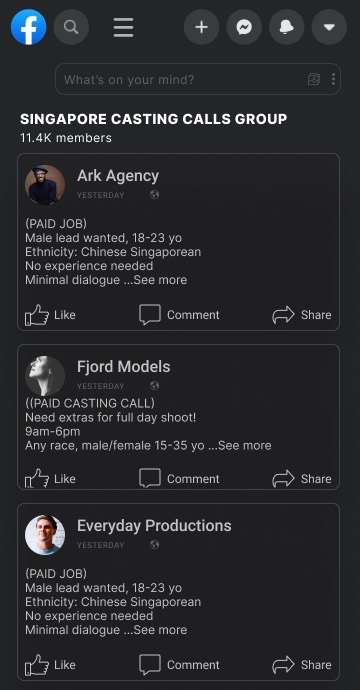 What's on your mind?
SINGAPORE CASTING CALLS GROUP
11.4K members
Ark Agency
YESTERDAY
(PAID JOB)
Male lead wanted, 18-23 yo
Ethnicity: Chinese Singaporean
No experience needed
Minimal dialogue ...See more
Like Comment Share
Fjord Models
YESTERDAY
((PAID CASTING CALL)
Need extras for full day shoot!
9am-6pm
Any race, male/female 15-35 yo ...See more
Like Comment Share
Everyday Productions
YESTERDAY
(PAID JOB)
Male lead wanted, 18-23 yo
Ethnicity: Chinese Singaporean
No experience needed
Minimal dialogue ...See more
Like Comment Share